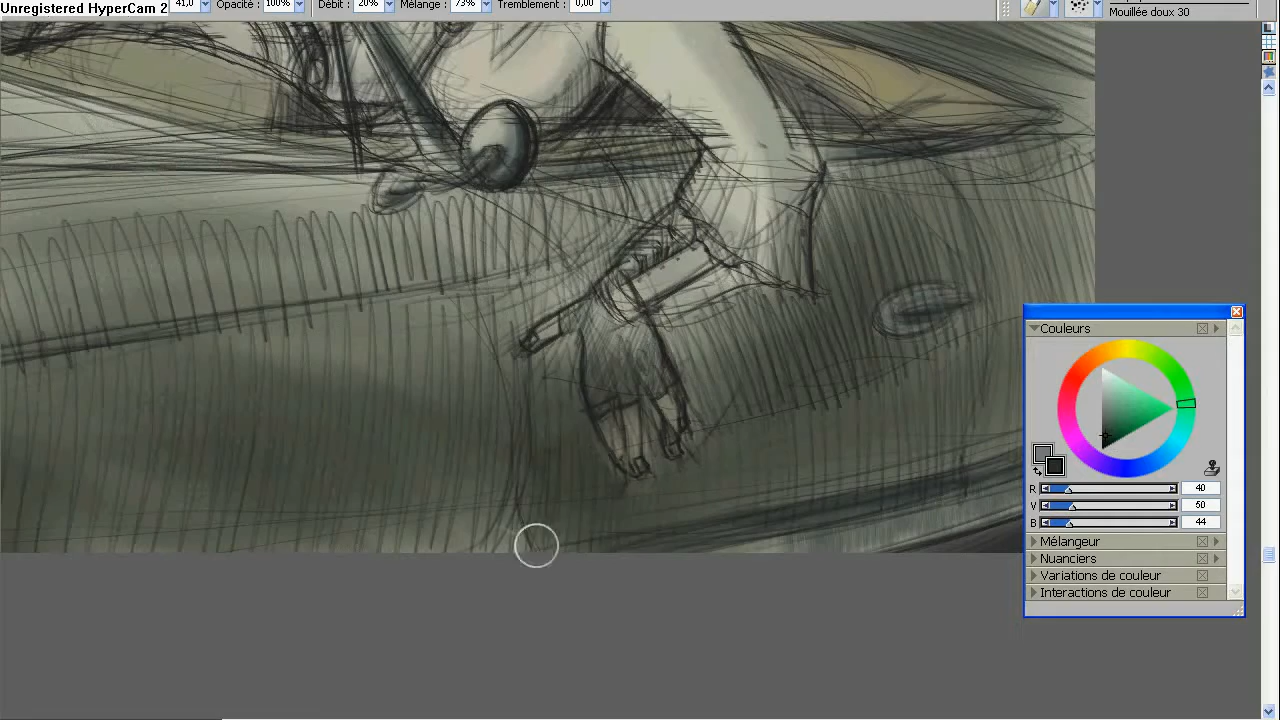 Unregistered HyperCam 2
41,0 Opacité : 100% Débit : 20% Mélange : 73% Tremblement : 0,00
Mouillée doux 30
Couleurs
R 40
V 50
B 44
Mélangeur
Nuanciers
Variations de couleur
Interactions de couleur